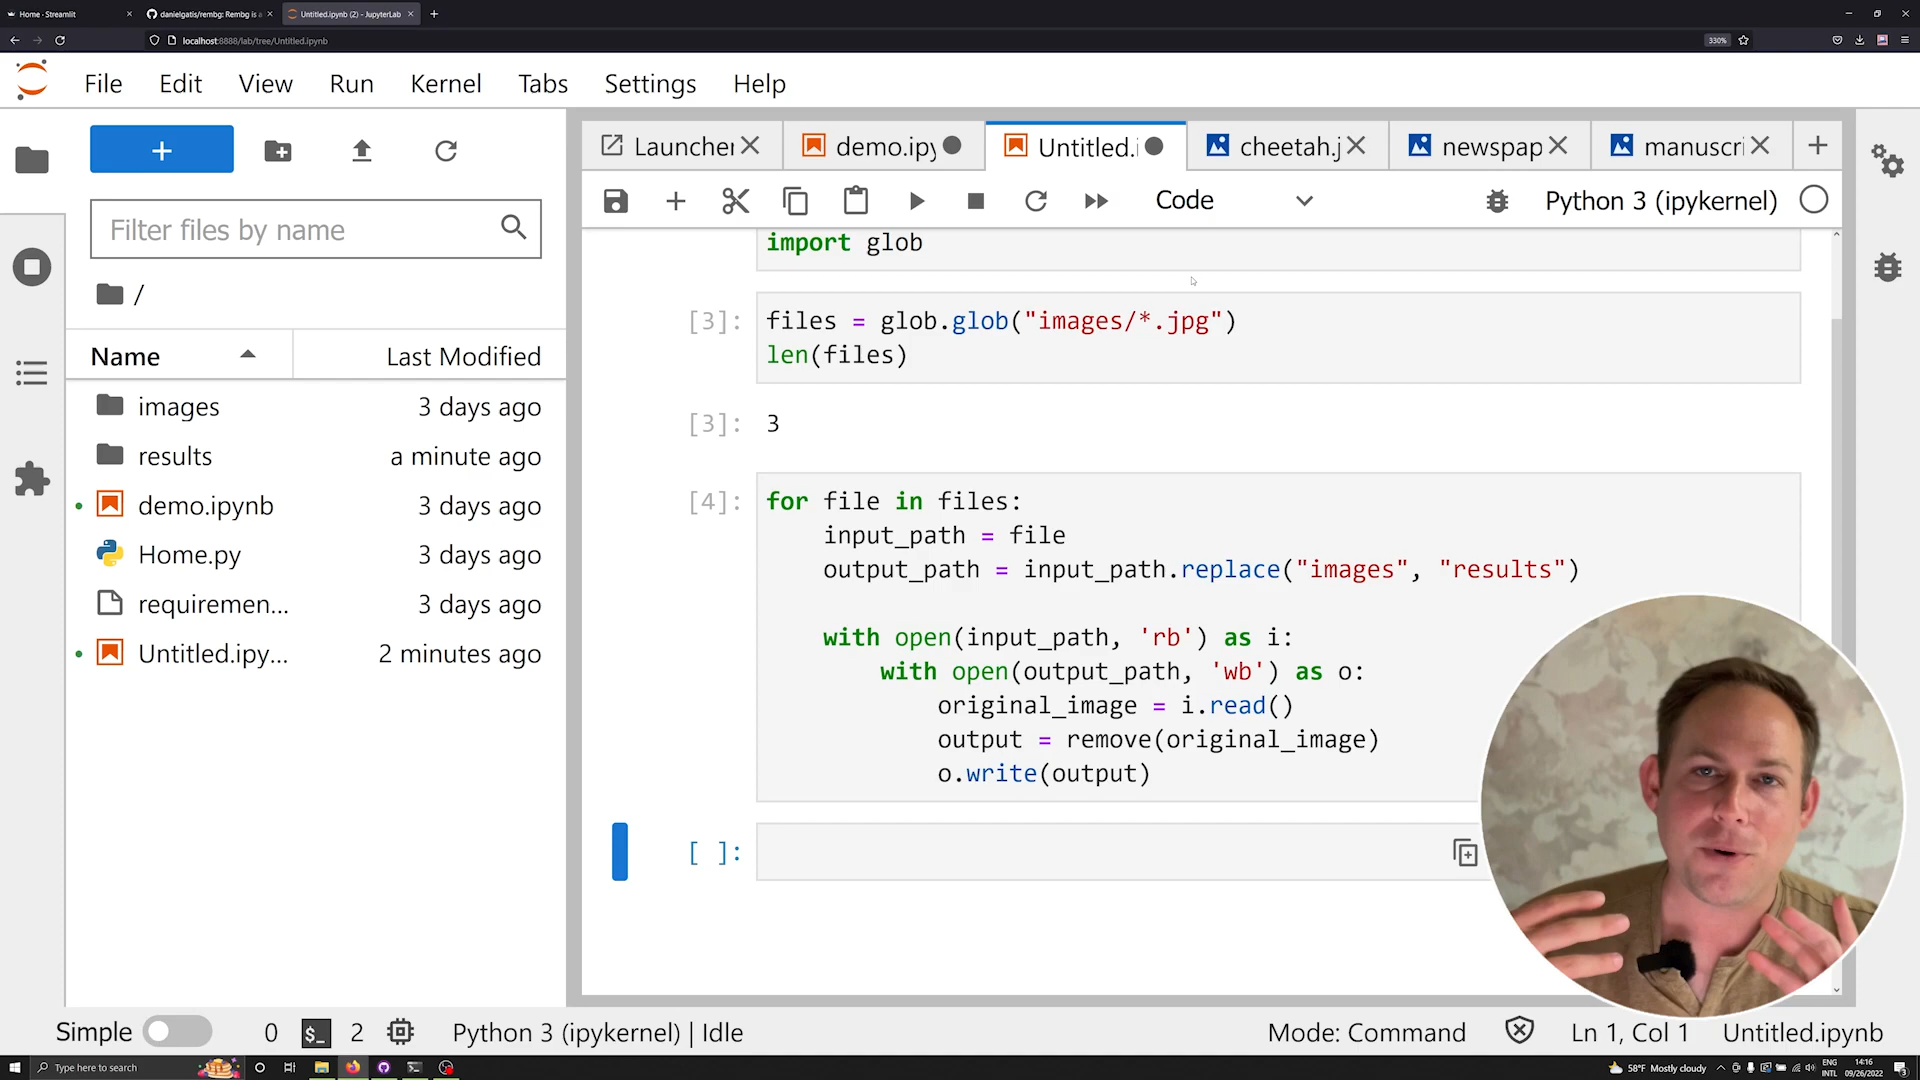 Home · Streamlit
danielgatis/rembg: Rembg is a
Untitled.ipynb (2) - JupyterLab
localhost:8888/lab/tree/Untitled.ipynb
330%
File Edit View Run Kernel Tabs Settings Help
Launcher
demo.ipy
Untitled.i
cheetah.j
newspap
manuscri
Code
Python 3 (ipykernel)
Filter files by name
/
Name Last Modified
images 3 days ago
results a minute ago
demo.ipynb 3 days ago
Home.py 3 days ago
requiremen... 3 days ago
Untitled.ipy... 2 minutes ago
import glob
[3]: files = glob.glob("images/*.jpg")
len(files)
[3]: 3
[4]: for file in files:
input_path = file
output_path = input_path.replace("images", "results")
with open(input_path, 'rb') as i:
with open(output_path, 'wb') as o:
original_image = i.read()
output = remove(original_image)
o.write(output)
[ ]:
Simple 0 $_ 2 Python 3 (ipykernel) | Idle
Mode: Command Ln 1, Col 1 Untitled.ipynb
Type here to search
58°F Mostly cloudy
ENG
INTL
14:16
09/26/2022
3